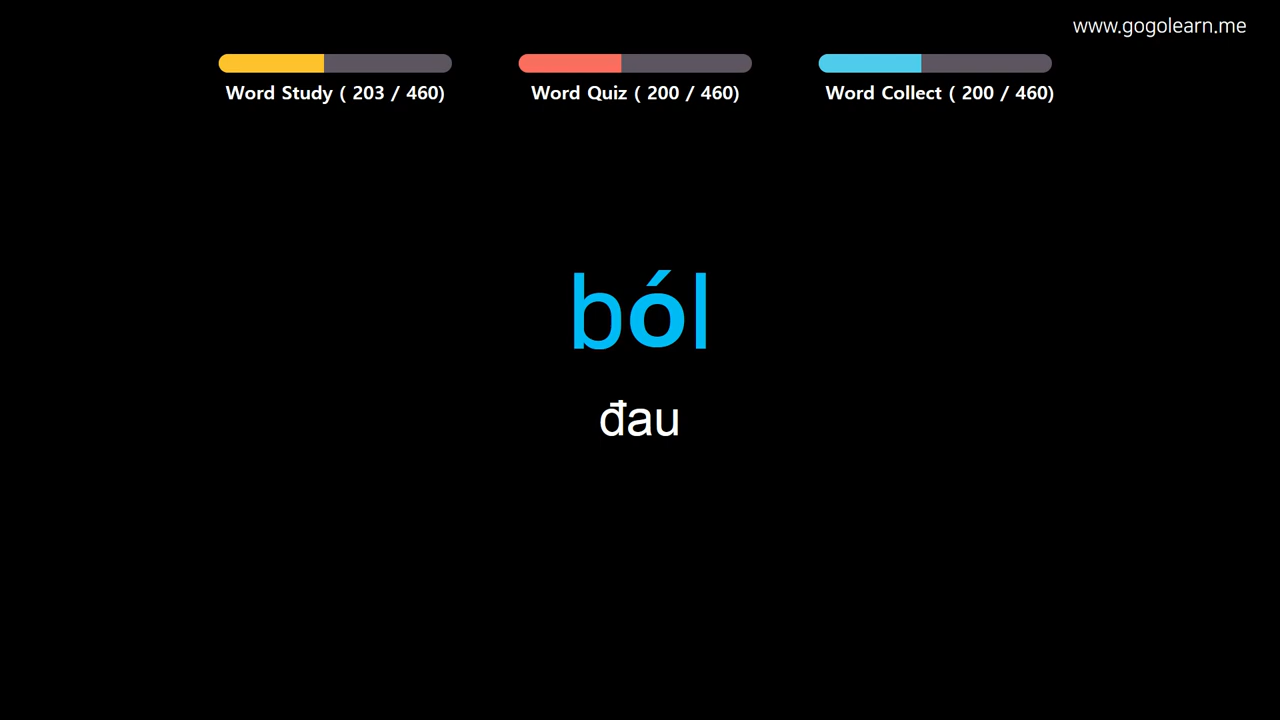 www.gogolearn.me
Word Study ( 203 / 460)
Word Quiz ( 200 / 460)
Word Collect ( 200 / 460)
ból
đau